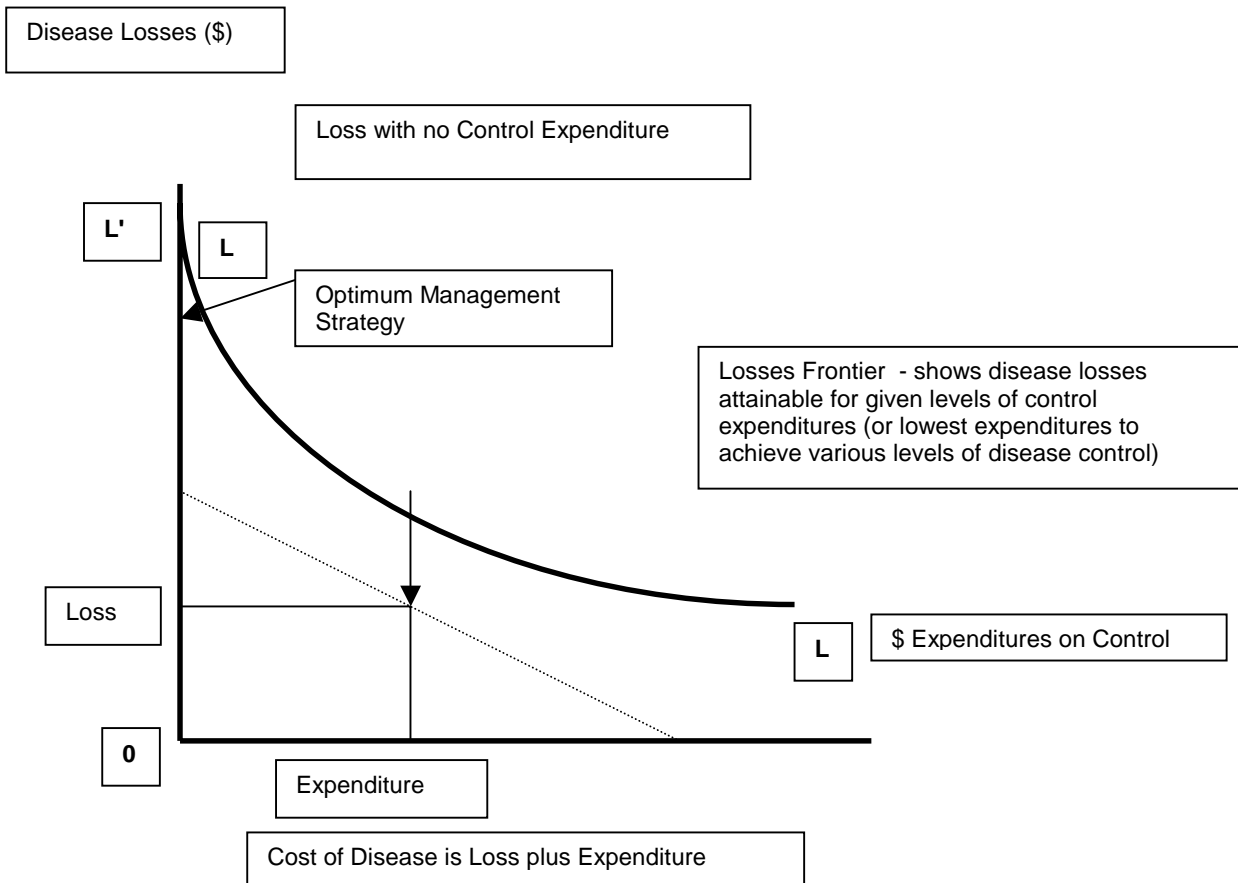 Disease Losses ($)
Loss with no Control Expenditure
L'
L
Optimum Management
Strategy
Losses Frontier - shows disease losses
attainable for given levels of control
expenditures (or lowest expenditures to
achieve various levels of disease control)
Loss
L
$ Expenditures on Control
0
Expenditure
Cost of Disease is Loss plus Expenditure